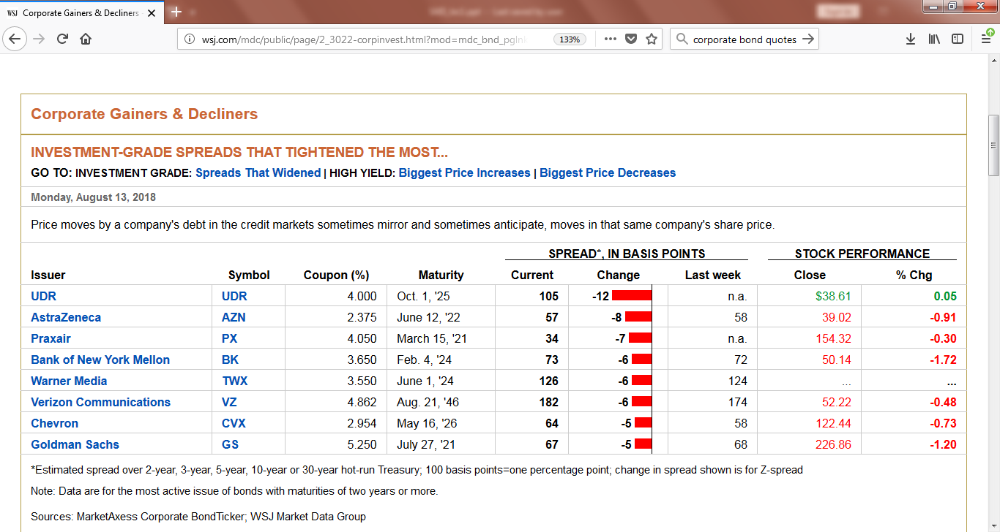 WSJ Corporate Gainers & Decliners
wsj.com/mdc/public/page/2_3022-corpinvest.html?mod=mdc_bnd_pglnk 133% corporate bond quotes
Corporate Gainers & Decliners
INVESTMENT-GRADE SPREADS THAT TIGHTENED THE MOST...
GO TO: INVESTMENT GRADE: Spreads That Widened | HIGH YIELD: Biggest Price Increases | Biggest Price Decreases
Monday, August 13, 2018
Price moves by a company's debt in the credit markets sometimes mirror and sometimes anticipate, moves in that same company's share price.
SPREAD*, IN BASIS POINTS STOCK PERFORMANCE
Issuer Symbol Coupon (%) Maturity Current Change Last week Close % Chg
UDR UDR 4.000 Oct. 1, '25 105 -12 n.a. $38.61 0.05
AstraZeneca AZN 2.375 June 12, '22 57 -8 58 39.02 -0.91
Praxair PX 4.050 March 15, '21 34 -7 n.a. 154.32 -0.30
Bank of New York Mellon BK 3.650 Feb. 4, '24 73 -6 72 50.14 -1.72
Warner Media TWX 3.550 June 1, '24 126 -6 124 ... ...
Verizon Communications VZ 4.862 Aug. 21, '46 182 -6 174 52.22 -0.48
Chevron CVX 2.954 May 16, '26 64 -5 58 122.44 -0.73
Goldman Sachs GS 5.250 July 27, '21 67 -5 68 226.86 -1.20
*Estimated spread over 2-year, 3-year, 5-year, 10-year or 30-year hot-run Treasury; 100 basis points=one percentage point; change in spread shown is for Z-spread
Note: Data are for the most active issue of bonds with maturities of two years or more.
Sources: MarketAxess Corporate BondTicker; WSJ Market Data Group